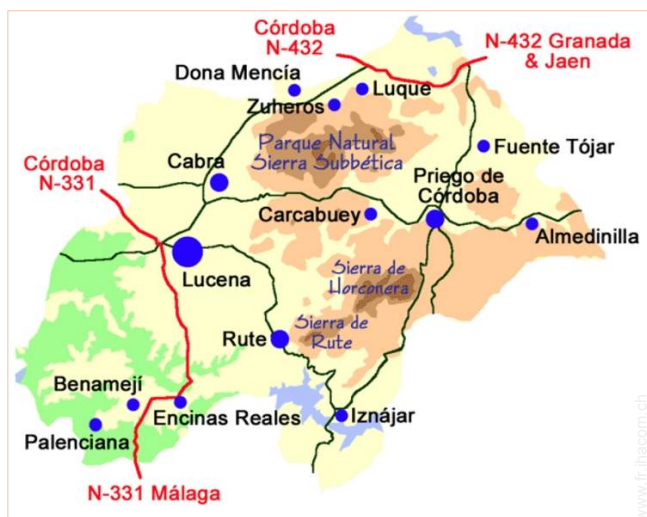 Córdoba
N-432
N-432 Granada
& Jaen
Dona Mencía
Luque
Zuheros
Parque Natural
Sierra Subbética
Fuente Tójar
Córdoba
N-331
Cabra
Priego de
Córdoba
Carcabuey
Almedinilla
Lucena
Sierra de
Horconera
Sierra de
Rute
Rute
Benamejí
Encinas Reales
Iznájar
Palenciana
N-331 Málaga
www.fr.ihacom.ch